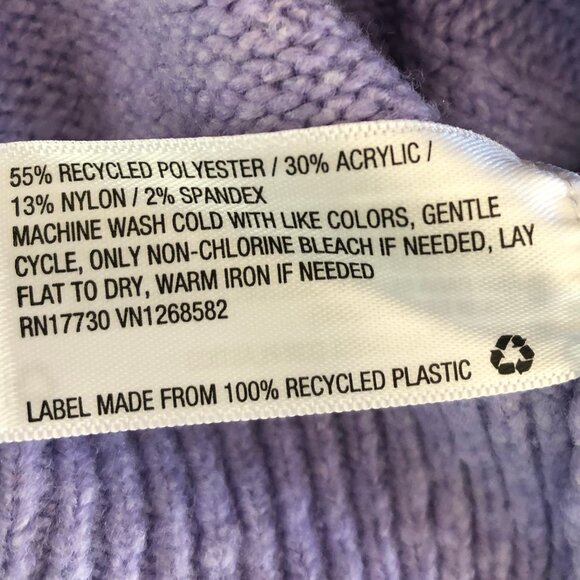 55% RECYCLED POLYESTER / 30% ACRYLIC /
13% NYLON / 2% SPANDEX
MACHINE WASH COLD WITH LIKE COLORS, GENTLE
CYCLE, ONLY NON-CHLORINE BLEACH IF NEEDED, LAY
FLAT TO DRY, WARM IRON IF NEEDED
RN17730 VN1268582
LABEL MADE FROM 100% RECYCLED PLASTIC